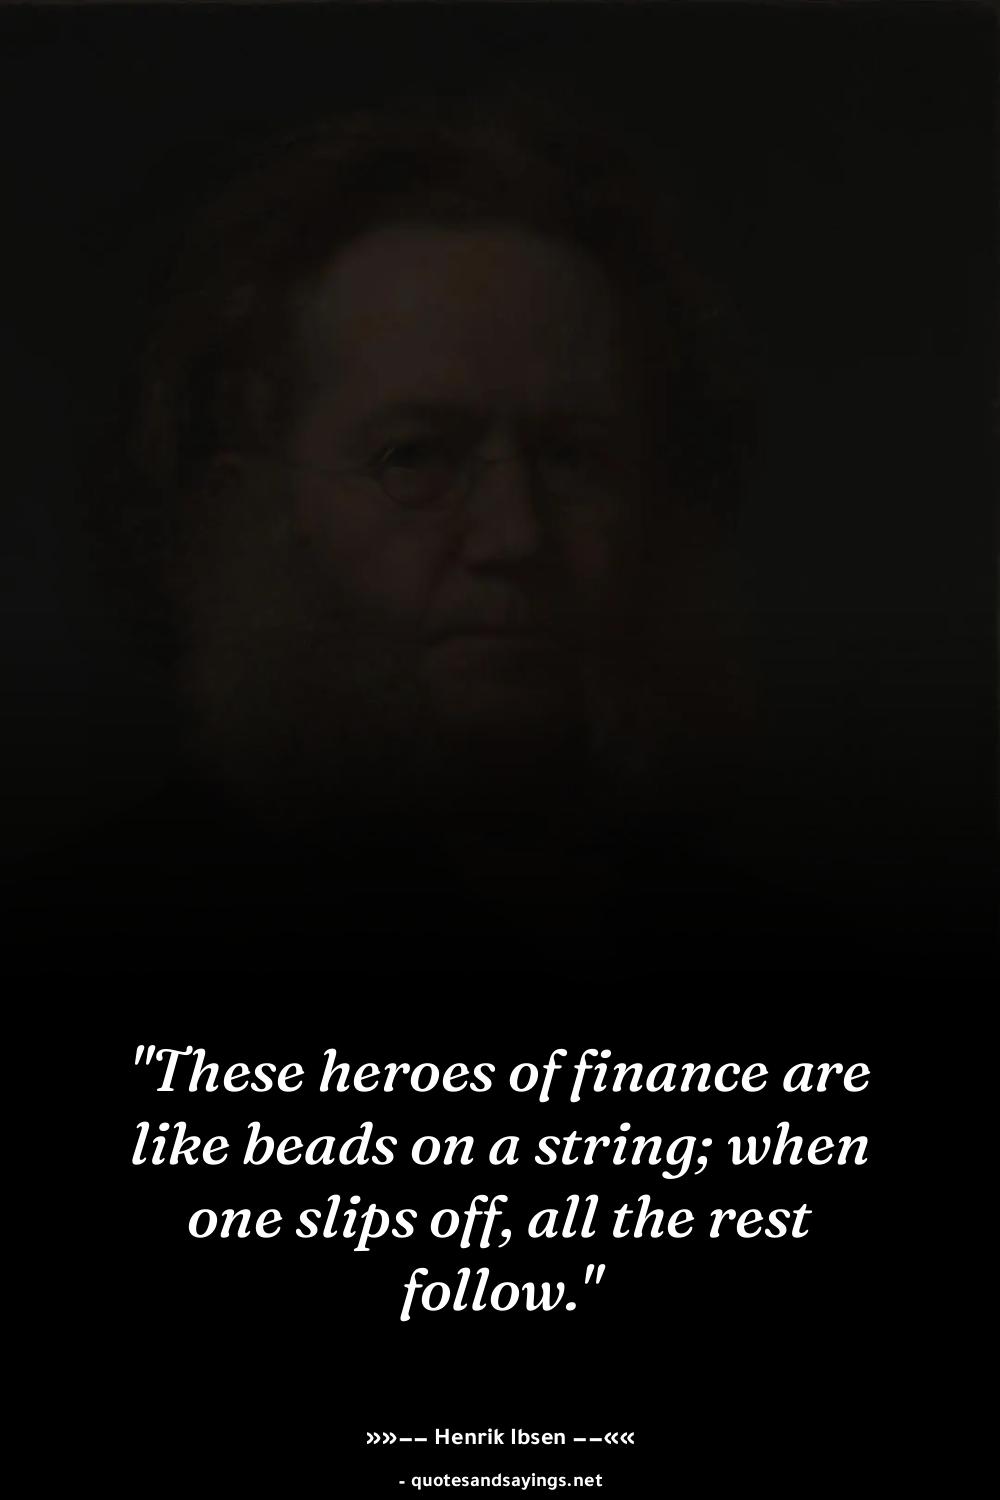 "These heroes of finance are
like beads on a string; when
one slips off, all the rest
follow."
»»–– Henrik Ibsen ––««
- quotesandsayings.net